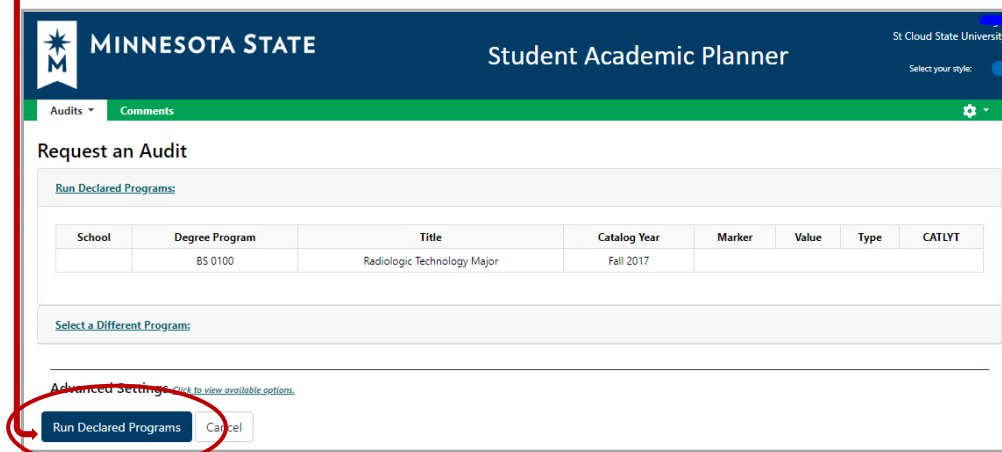 MINNESOTA STATE
Student Academic Planner
St Cloud State Universit
Select your style:
Audits Comments
Request an Audit
Run Declared Programs:
School Degree Program Title Catalog Year Marker Value Type CATLYT
BS 0100 Radiologic Technology Major Fall 2017
Select a Different Program:
Advanced Settings Click to view available options.
Run Declared Programs Cancel